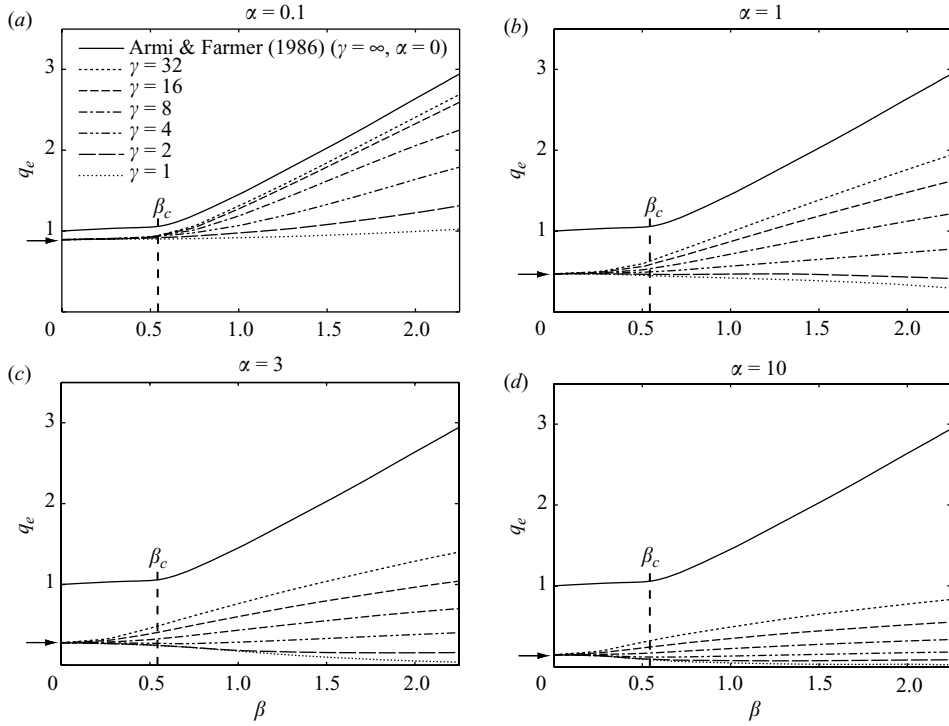 (a)
α = 0.1
3
2
1
0
q_e
Armi & Farmer (1986) (γ = ∞, α = 0)
γ = 32
γ = 16
γ = 8
γ = 4
γ = 2
γ = 1
β_c
0.5
1.0
1.5
2.0
(b)
α = 1
3
2
1
0
β_c
0.5
1.0
1.5
2.0
(c)
α = 3
3
2
1
0
q_e
β_c
0.5
1.0
1.5
2.0
β
(d)
α = 10
3
2
1
0
q_e
β_c
0.5
1.0
1.5
2.0
β